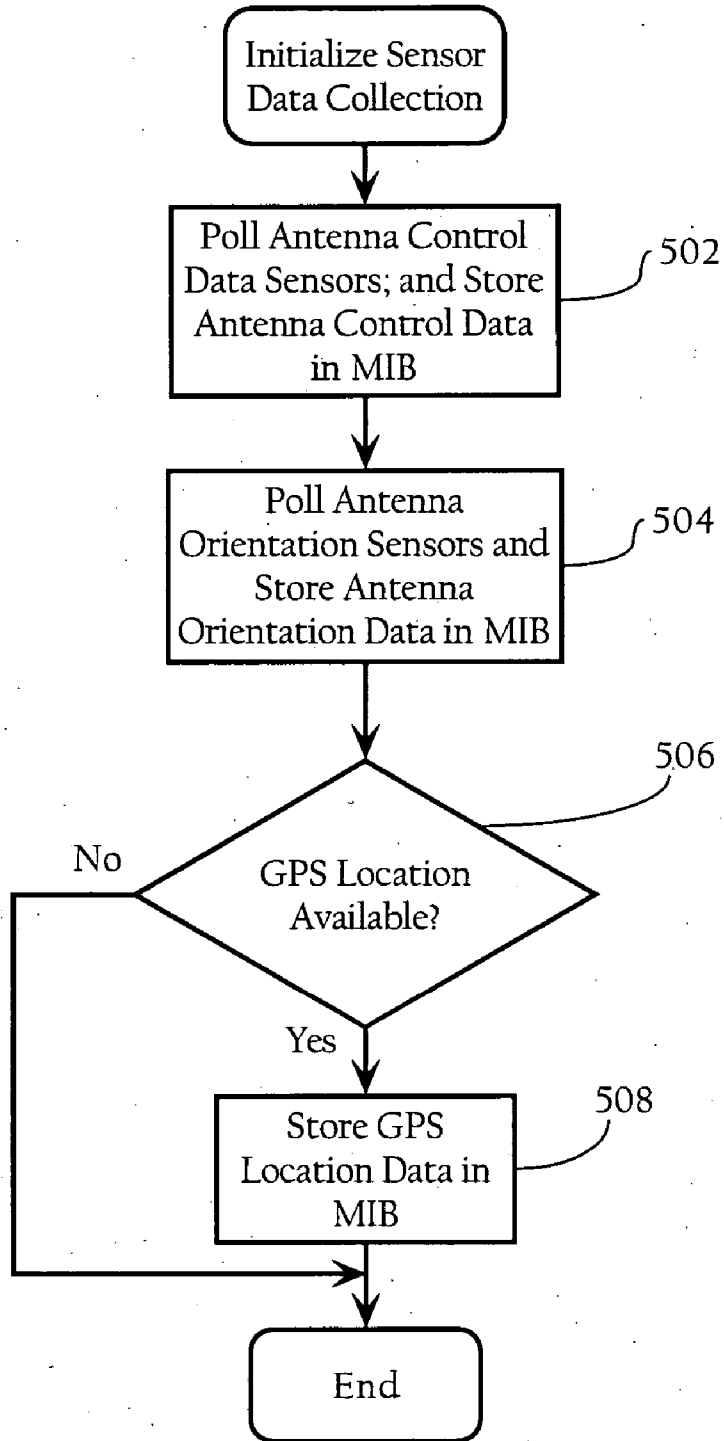 Initialize Sensor
Data Collection
Poll Antenna Control
Data Sensors; and Store
Antenna Control Data
in MIB
502
Poll Antenna
Orientation Sensors and
Store Antenna
Orientation Data in MIB
504
506
No
GPS Location
Available?
Yes
Store GPS
Location Data in
MIB
508
End